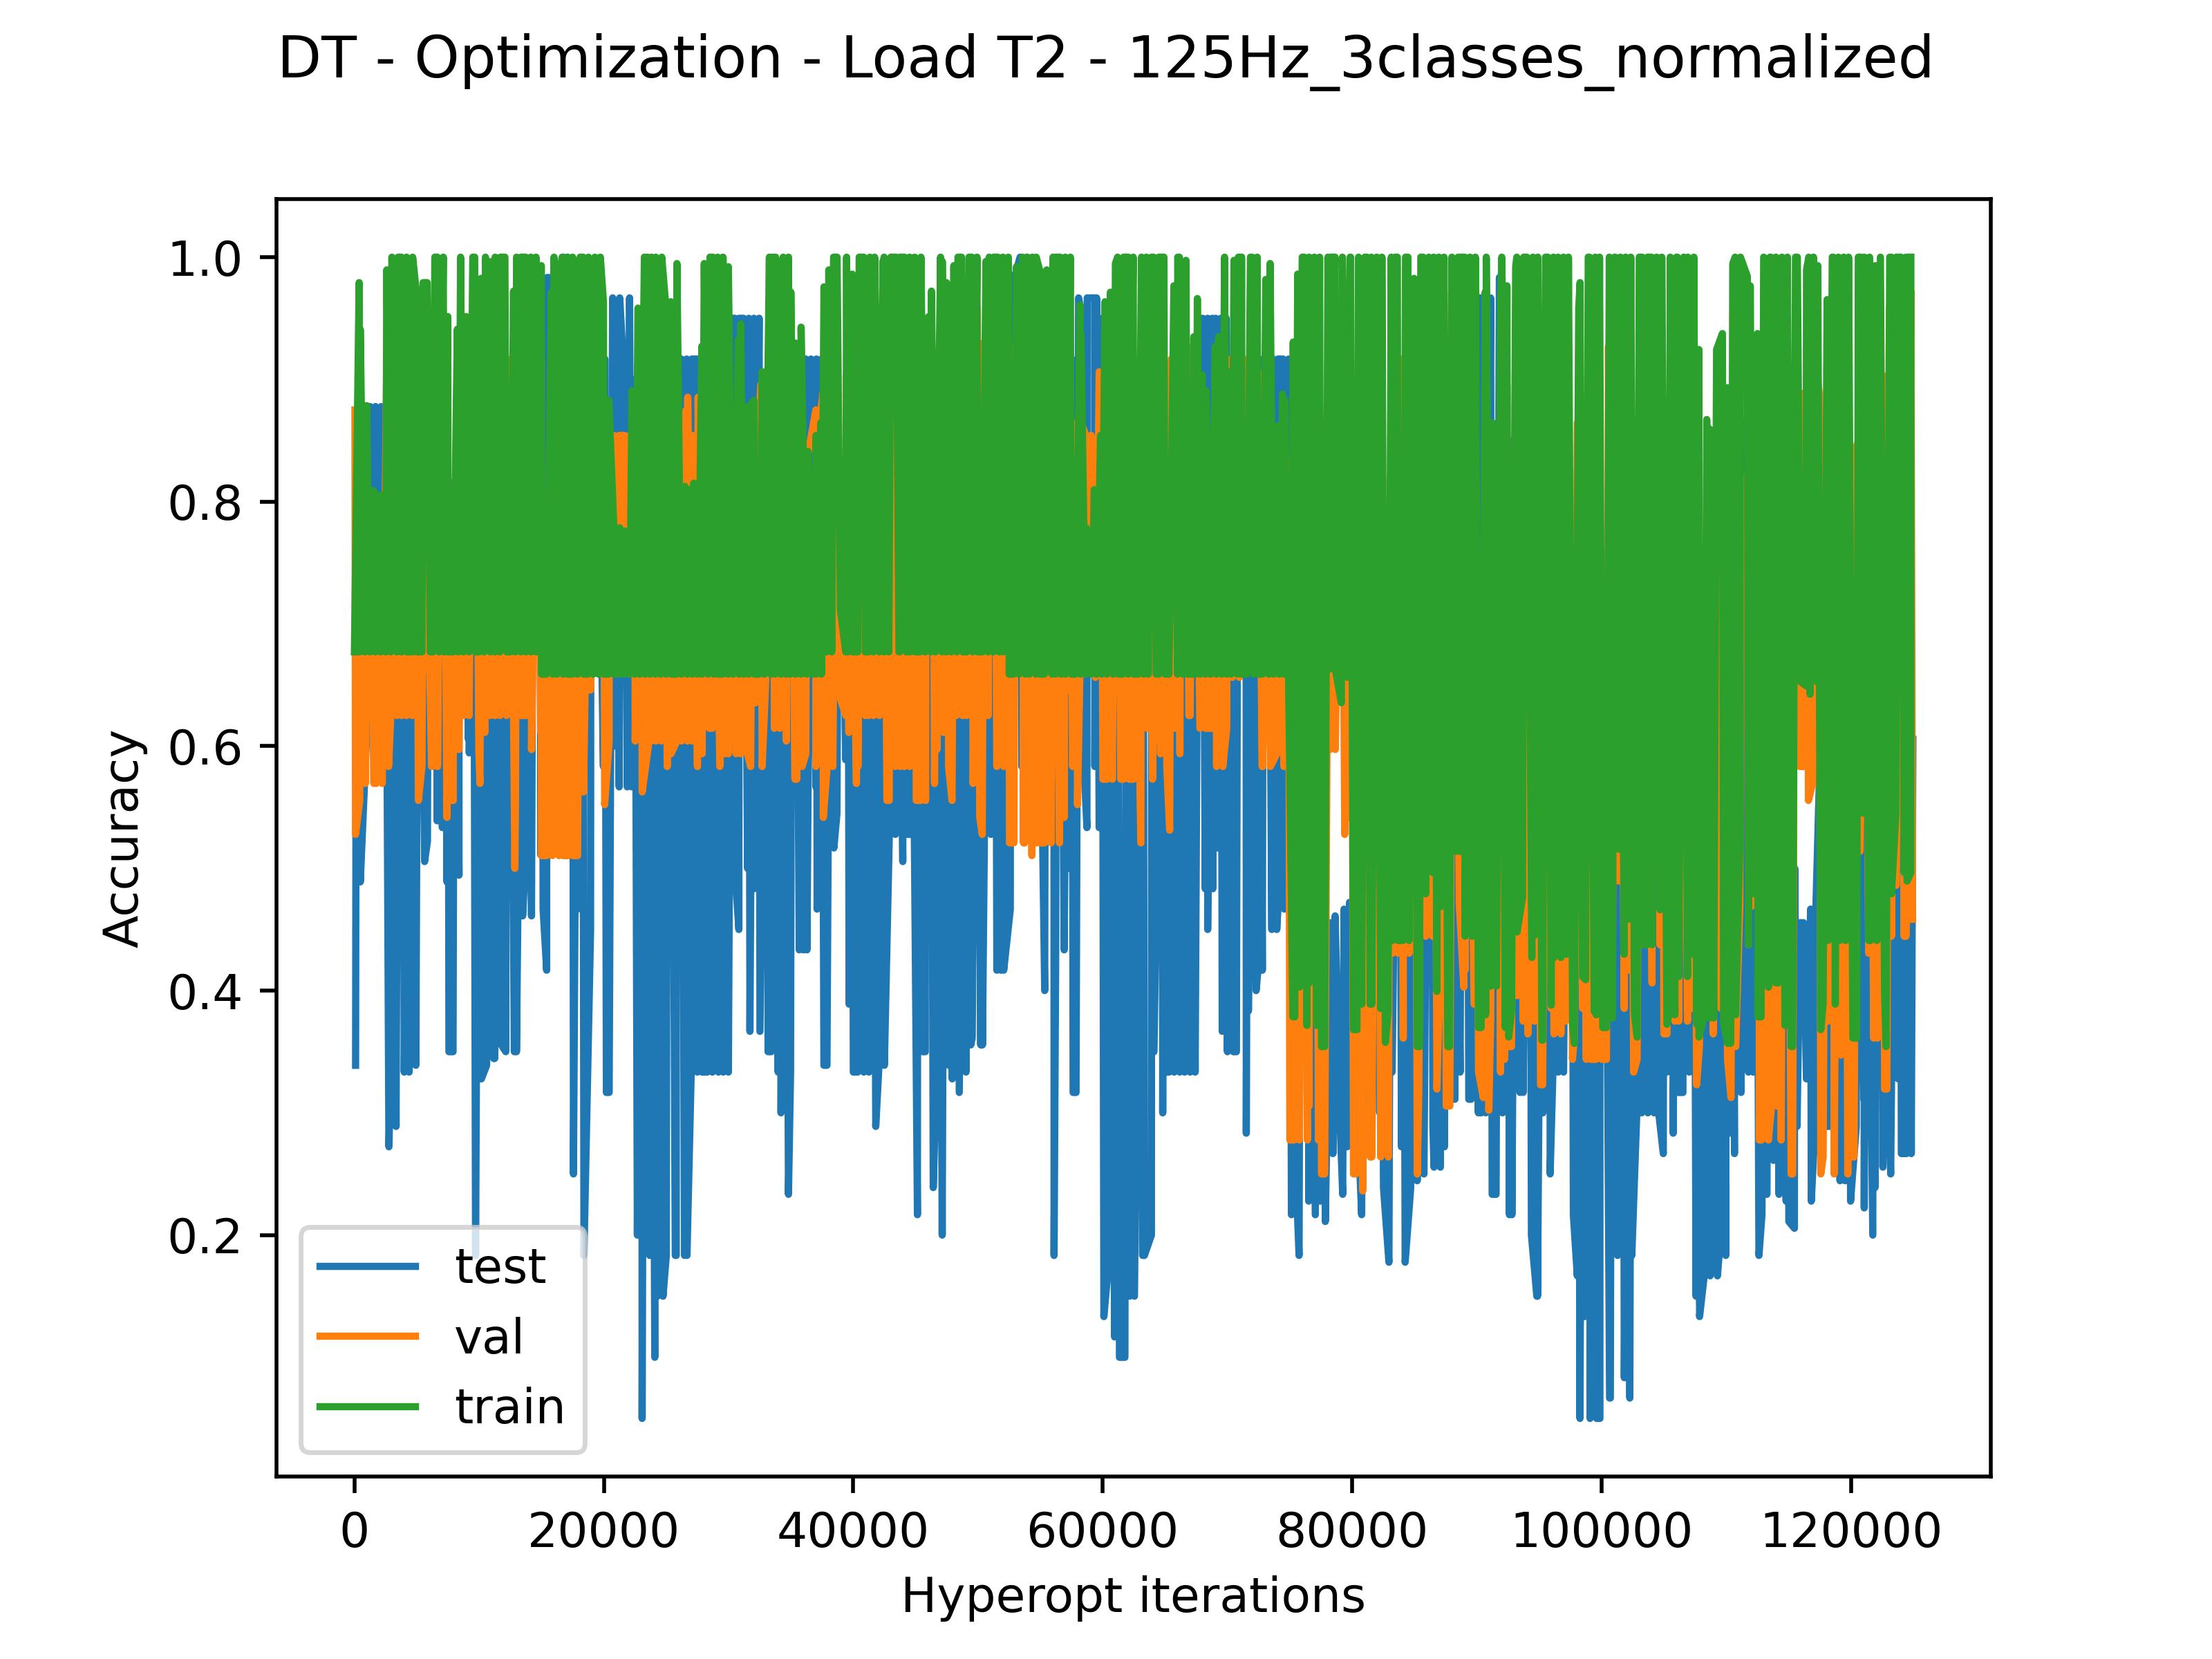 DT - Optimization - Load T2 - 125Hz_3classes_normalized
1.0
0.8
0.6
0.4
0.2
Accuracy
test
val
train
0 20000 40000 60000 80000 100000 120000
Hyperopt iterations